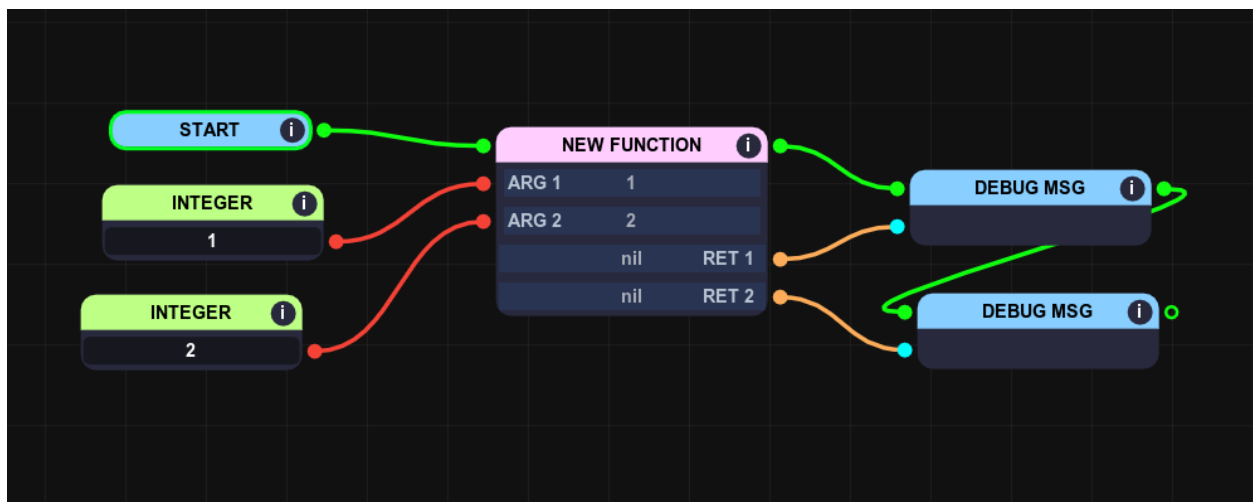 START i
INTEGER i
1
INTEGER i
2
NEW FUNCTION i
ARG 1 1
ARG 2 2
nil RET 1
nil RET 2
DEBUG MSG i
DEBUG MSG i